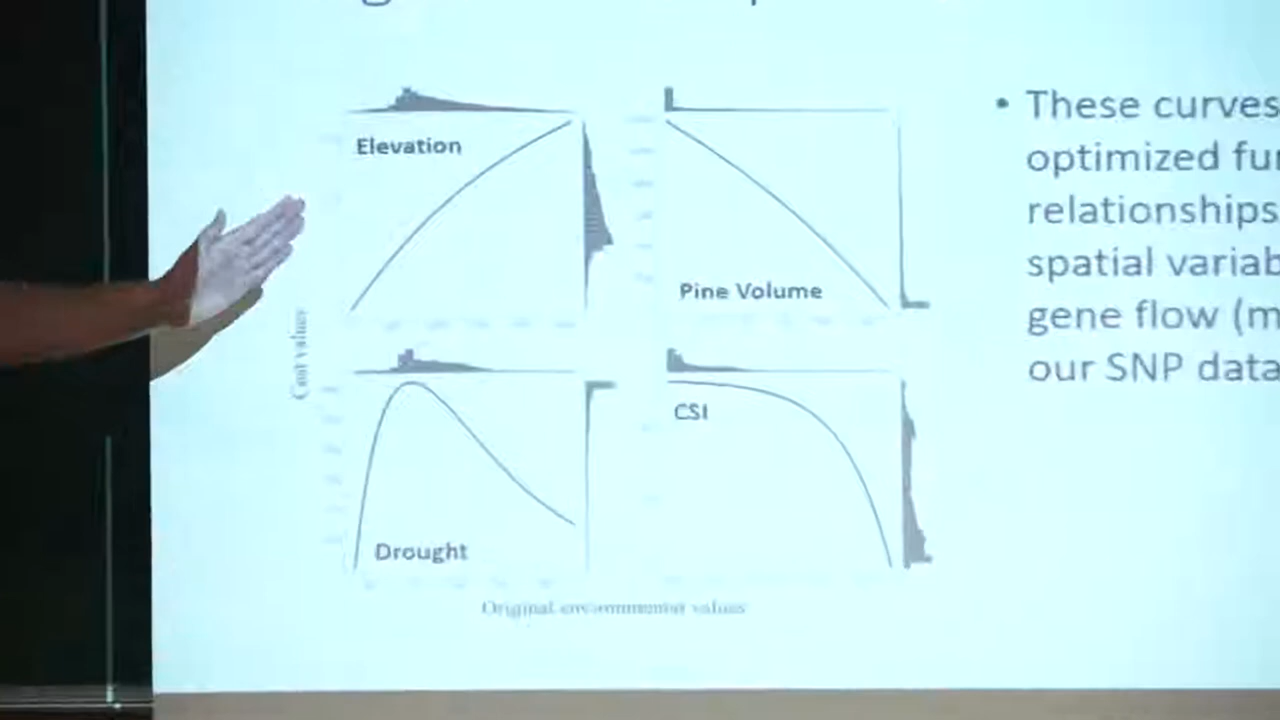 Elevation
Pine Volume
Cost values
CSI
Drought
Original environmental values
• These curves
optimized fu
relationships
spatial variab
gene flow (m
our SNP data